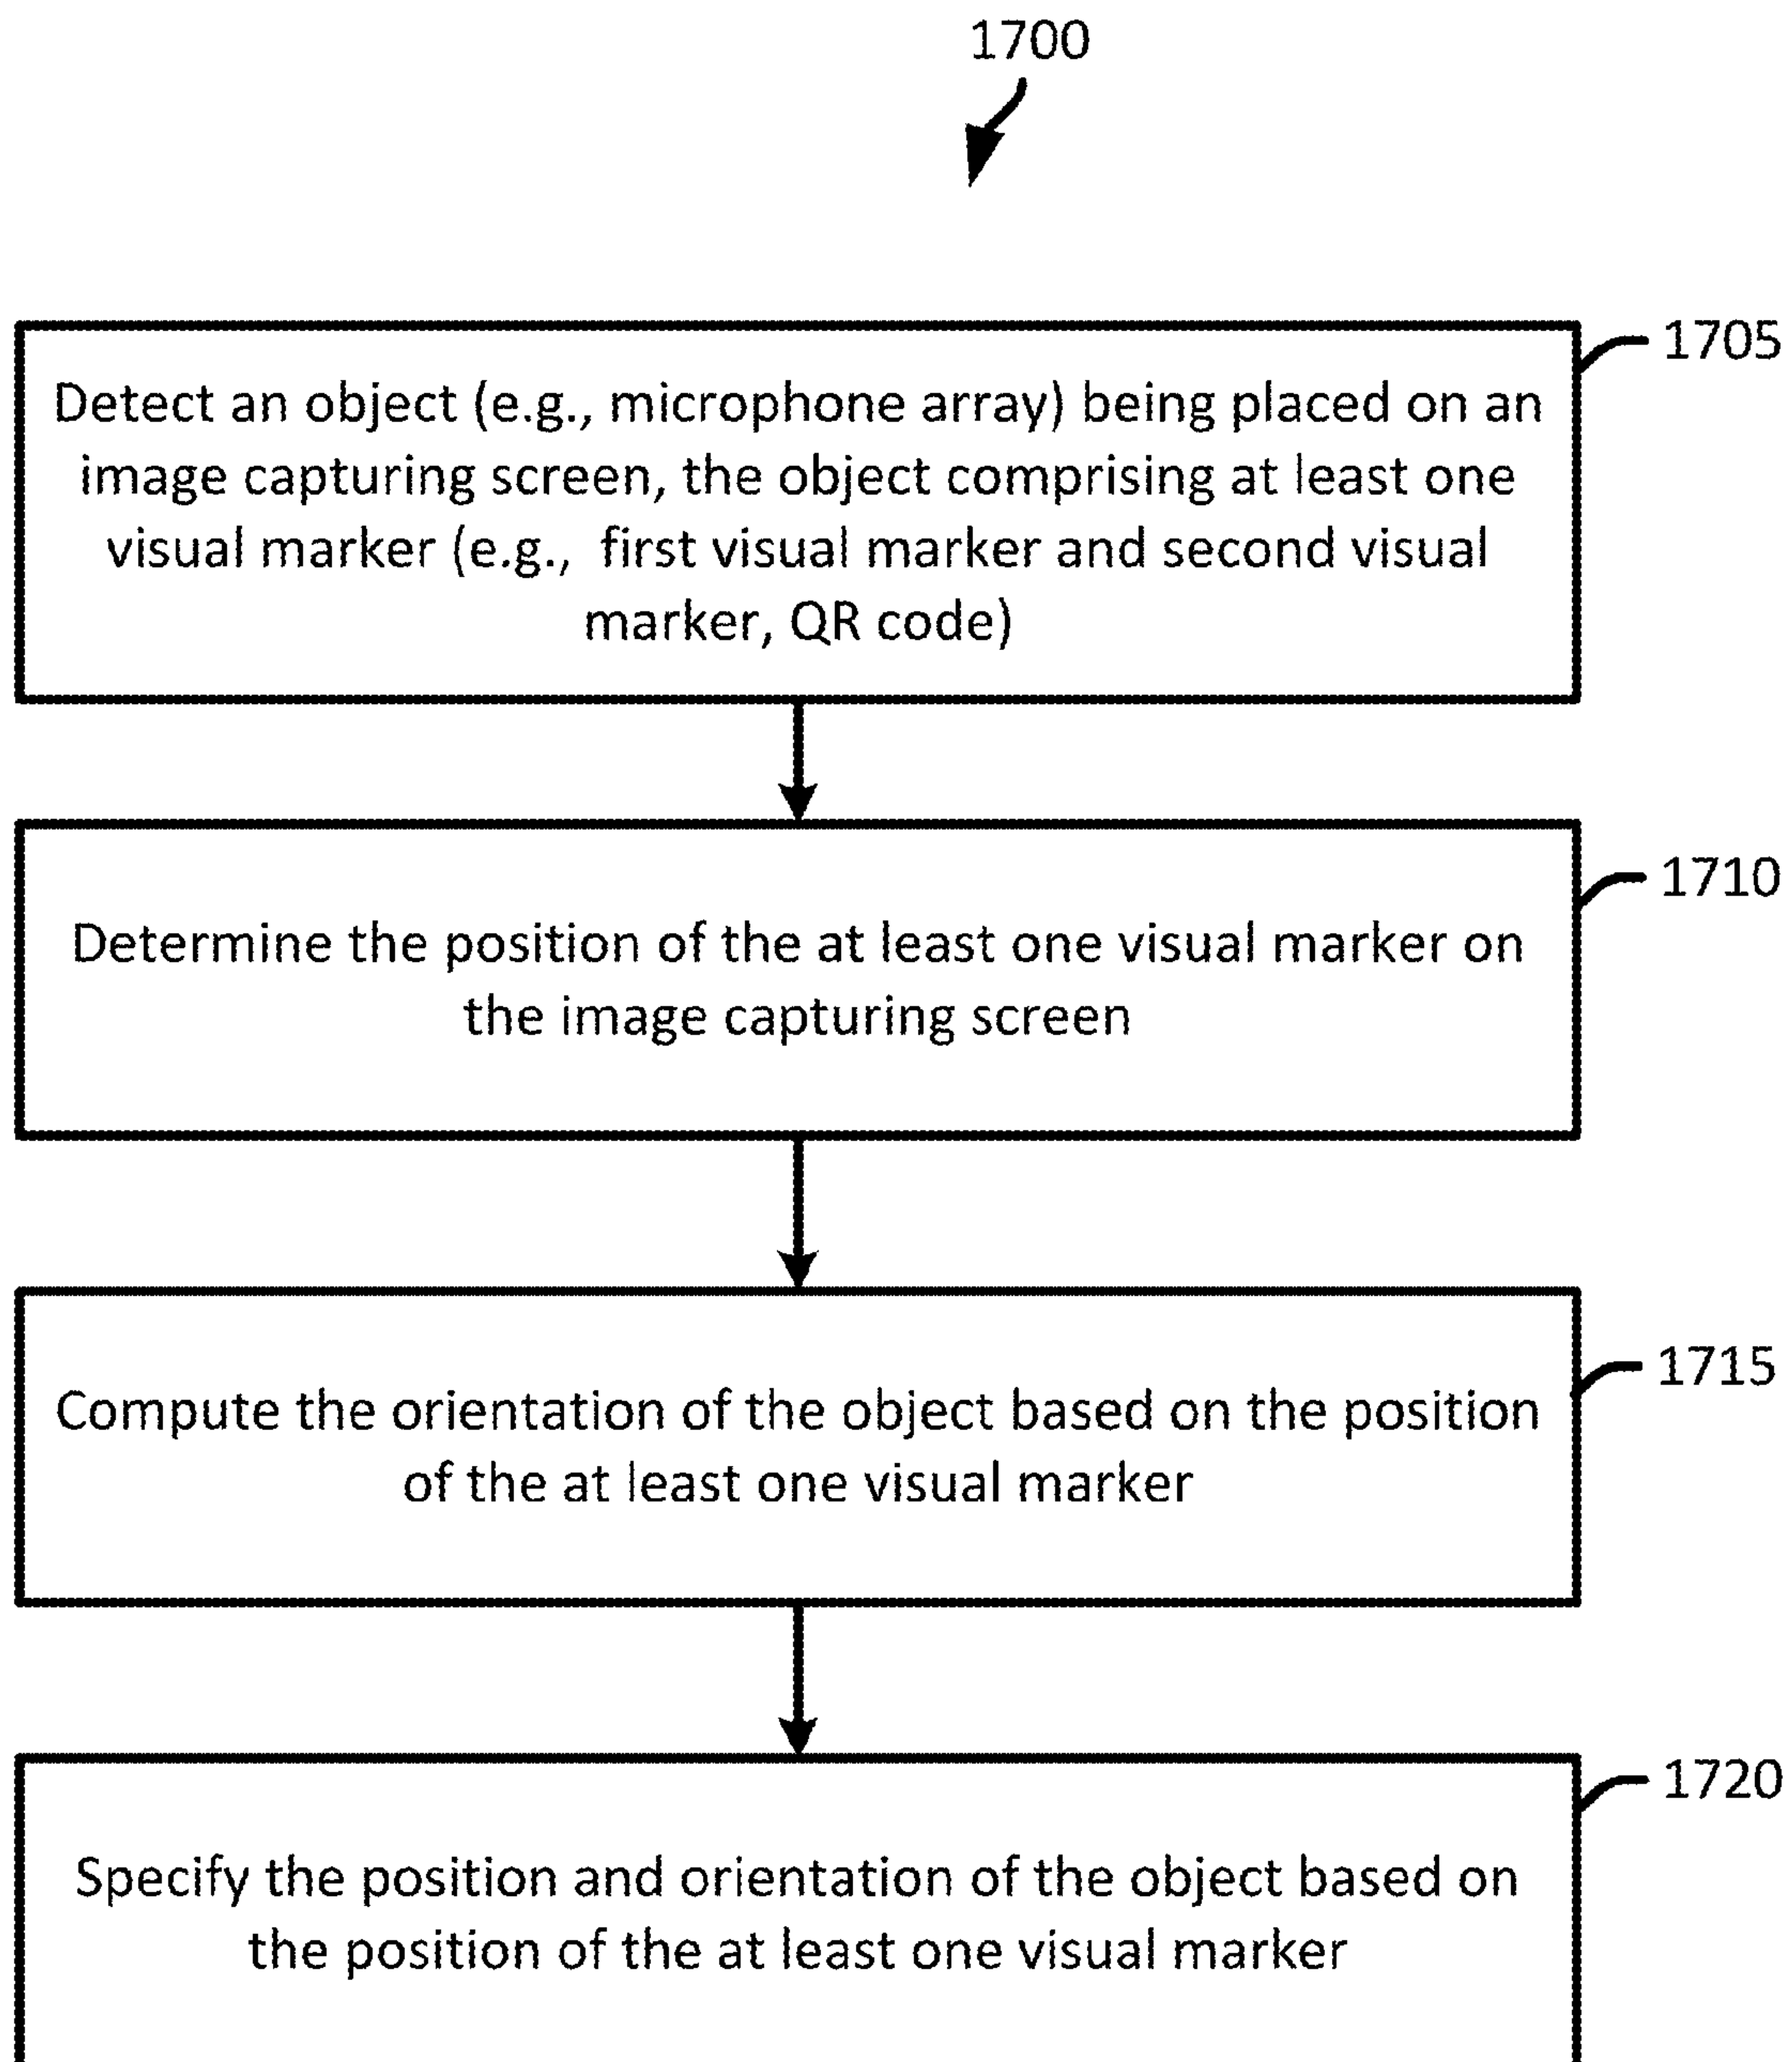 1700
1705
Detect an object (e.g., microphone array) being placed on an
image capturing screen, the object comprising at least one
visual marker (e.g., first visual marker and second visual
marker, QR code)
1710
Determine the position of the at least one visual marker on
the image capturing screen
1715
Compute the orientation of the object based on the position
of the at least one visual marker
1720
Specify the position and orientation of the object based on
the position of the at least one visual marker